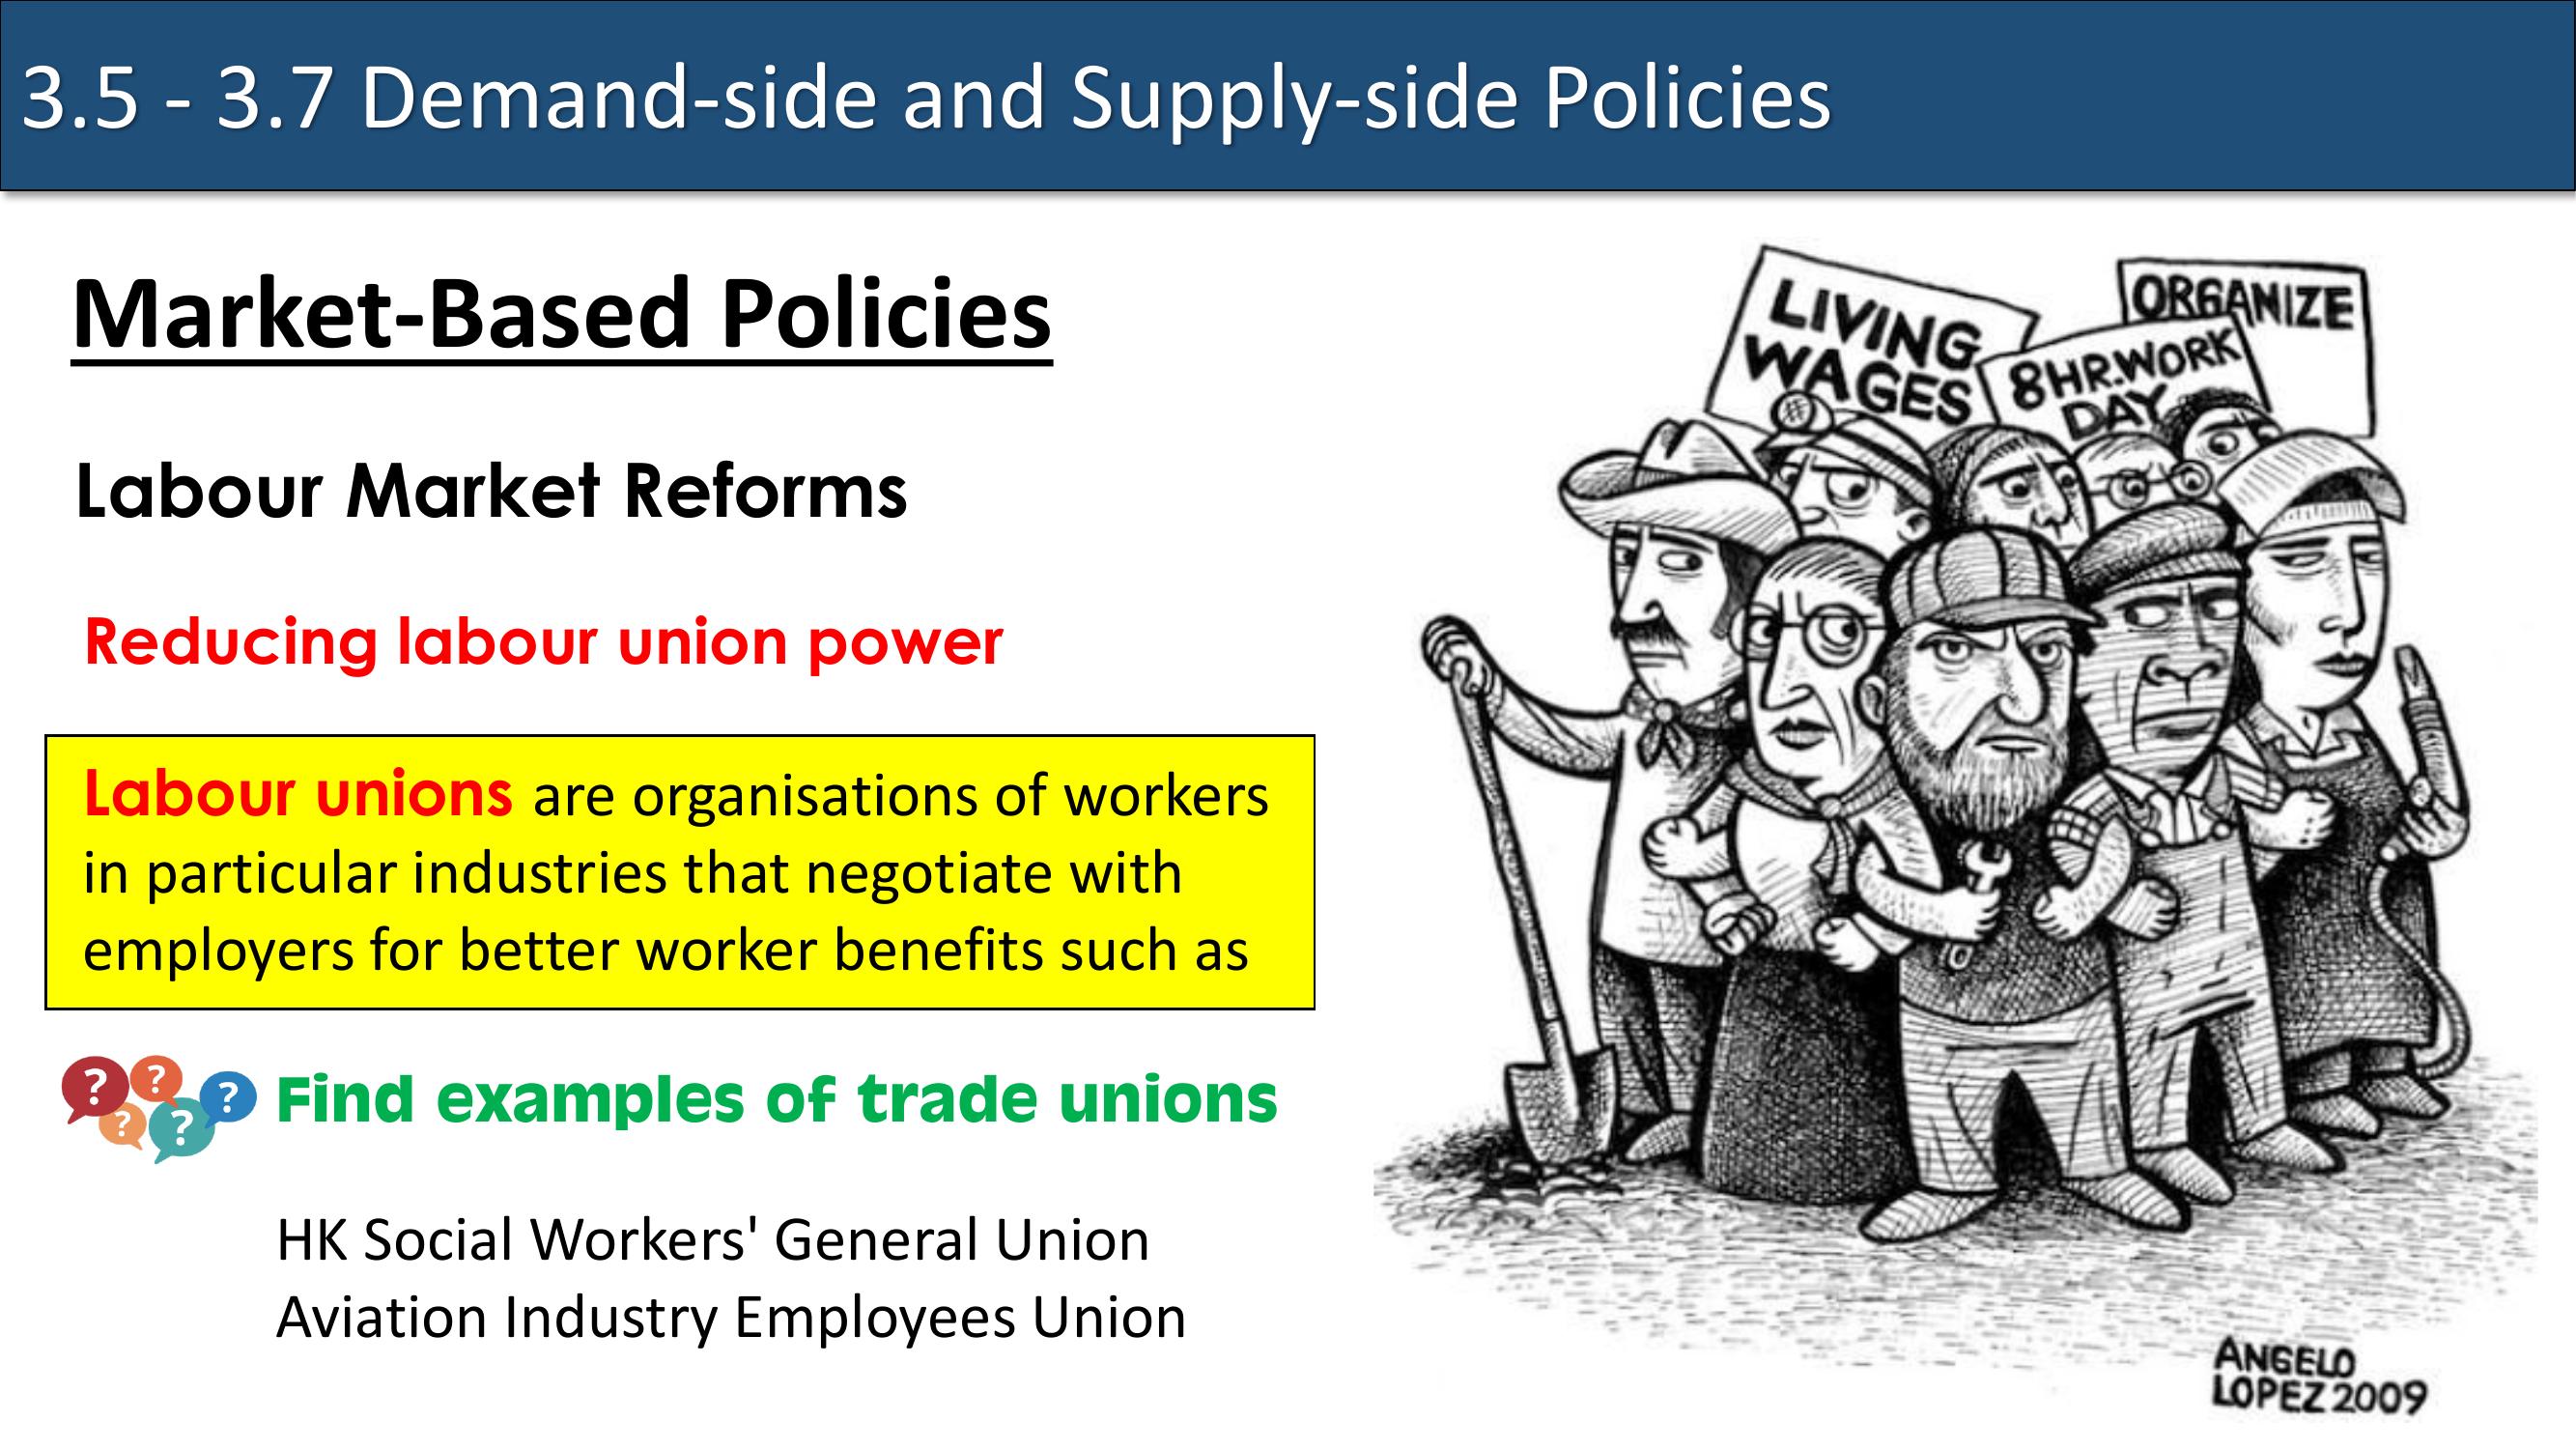 3.5 - 3.7 Demand-side and Supply-side Policies
Market-Based Policies
Labour Market Reforms
Reducing labour union power
Labour unions are organisations of workers
in particular industries that negotiate with
employers for better worker benefits such as
? ? ? ? ?
Find examples of trade unions
HK Social Workers' General Union
Aviation Industry Employees Union
LIVING
WAGES
8 HR. WORK
DAY
ORGANIZE
ANGELO
LOPEZ 2009